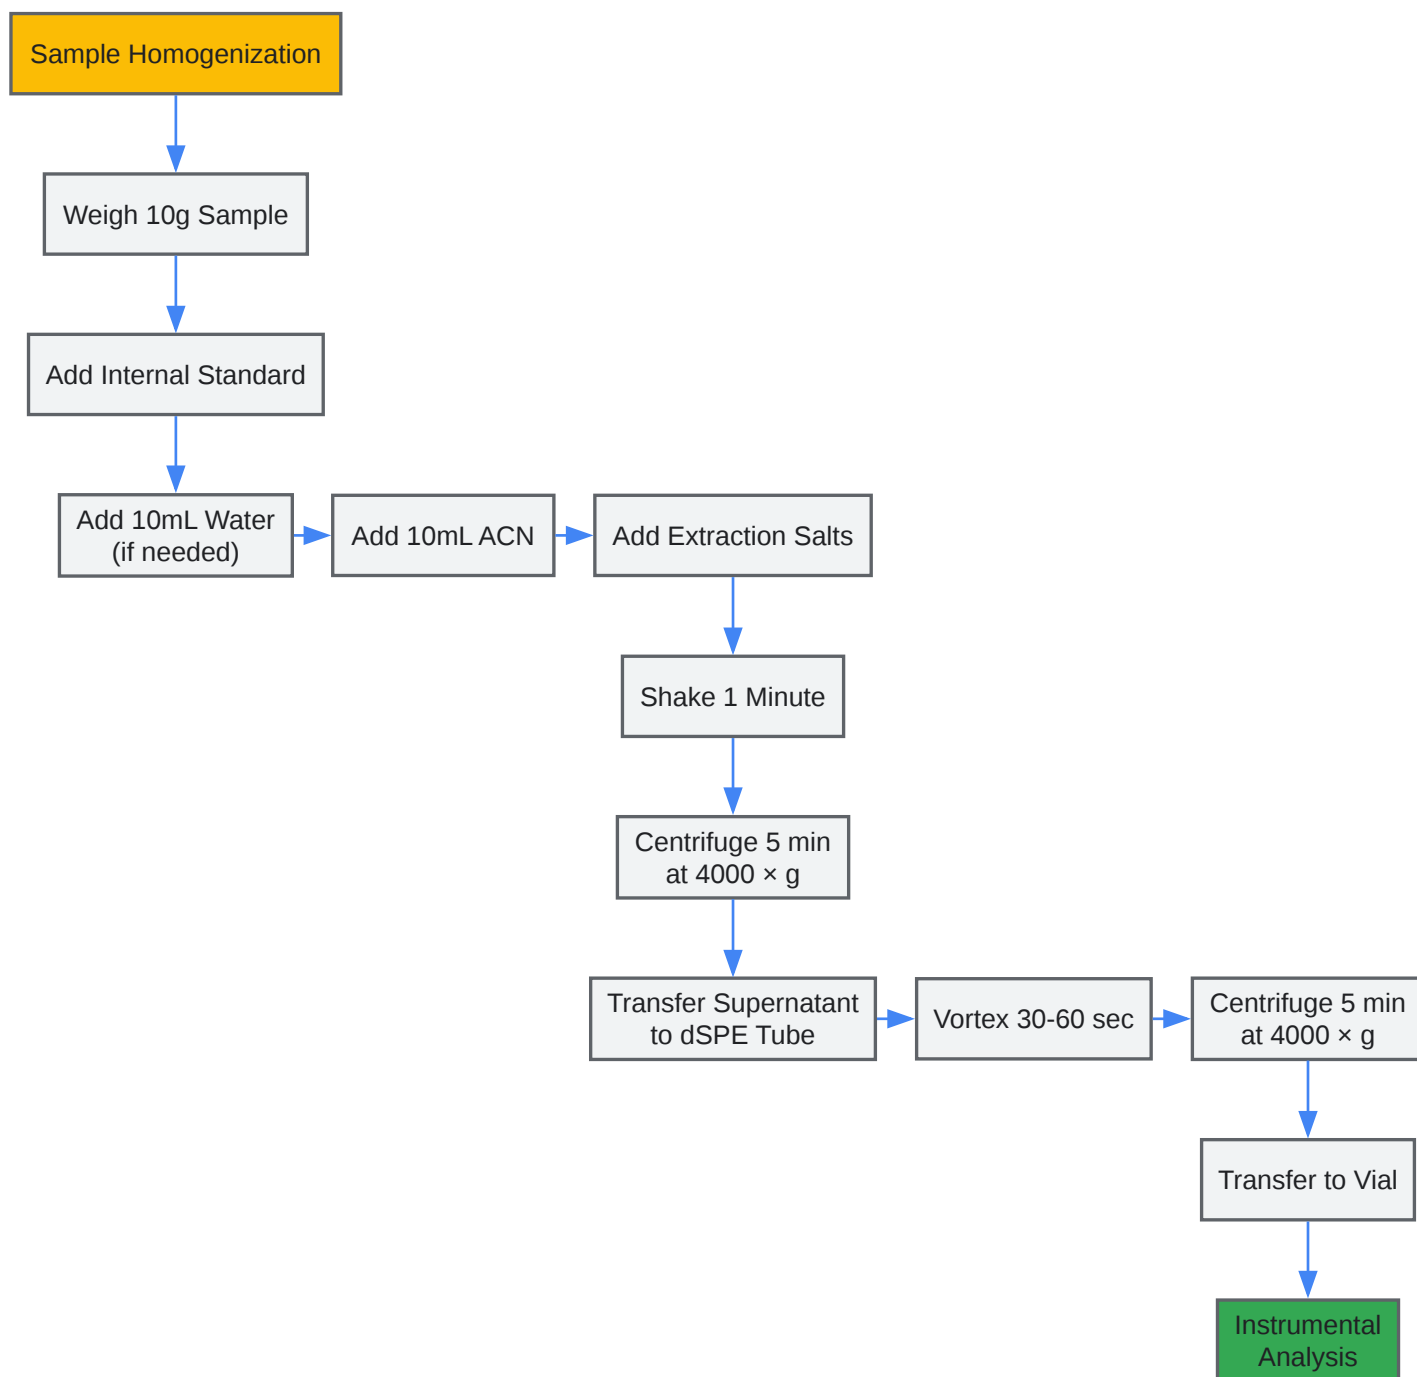 Sample Homogenization
Weigh 10g Sample
Add Internal Standard
Add 10mL Water
(if needed)
Add 10mL ACN
Add Extraction Salts
Shake 1 Minute
Centrifuge 5 min
at 4000 × g
Transfer Supernatant
to dSPE Tube
Vortex 30-60 sec
Centrifuge 5 min
at 4000 × g
Transfer to Vial
Instrumental
Analysis